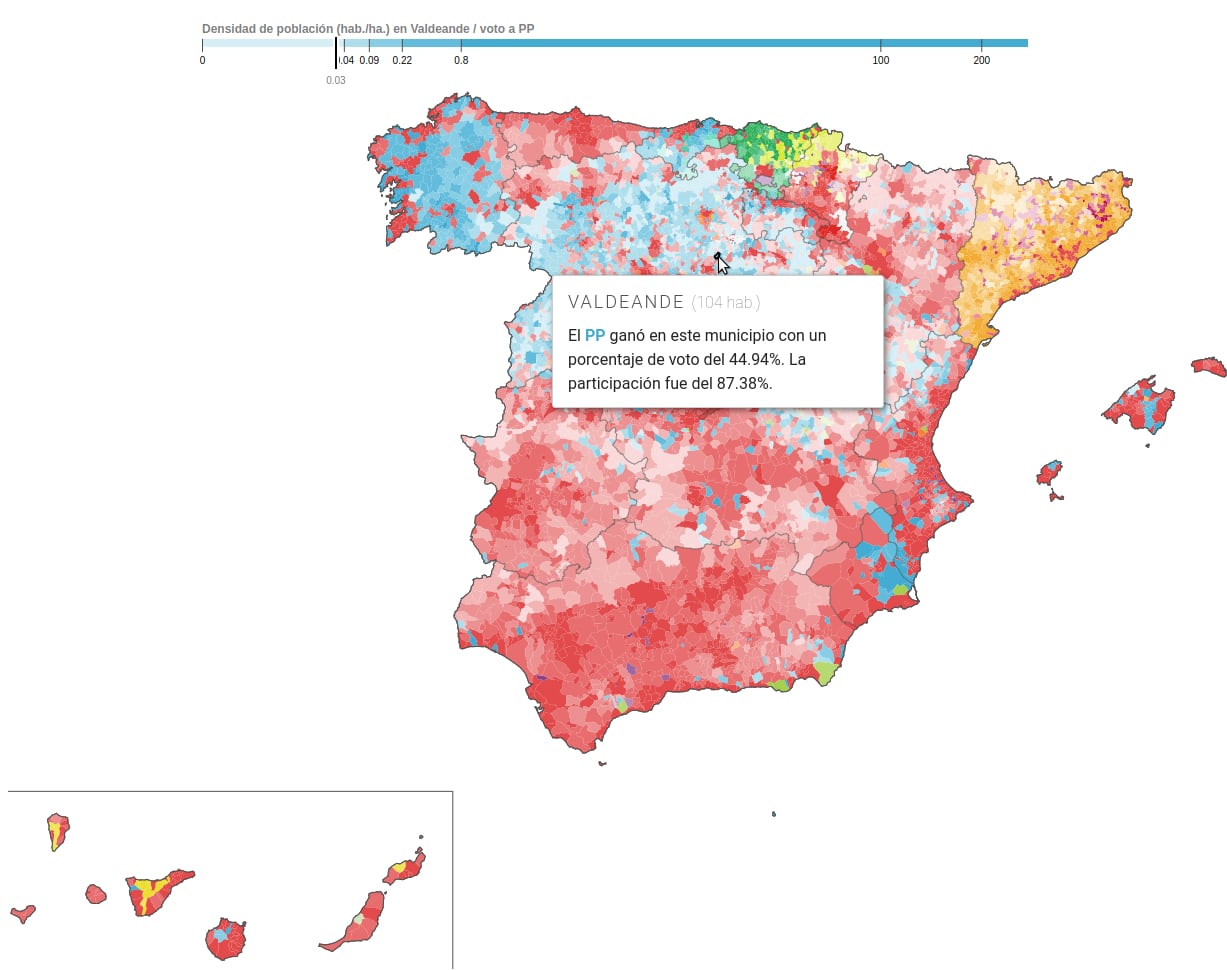 Densidad de población (hab./ha.) en Valdeande / voto a PP
0 .04 0.09 0.22 0.8 100 200
0.03
VALDEANDE (104 hab.)
El PP ganó en este municipio con un
porcentaje de voto del 44.94%. La
participación fue del 87.38%.